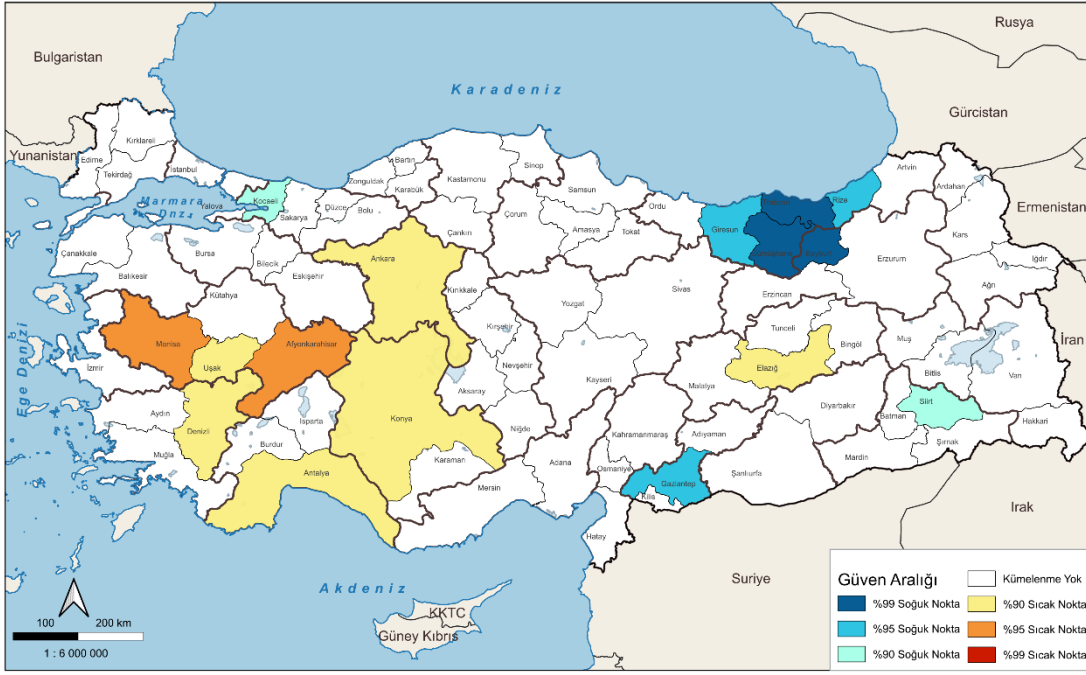 Rusya
Bulgaristan
Karadeniz
Gürcistan
Kırklareli
Edirne
Yunanistan
Tekirdağ
İstanbul
Bartın
Zonguldak
Karabük
Kastamonu
Sinop
Samsun
Artvin
Ardahan
Marmara
Dnz.
Yalova
Kocaeli
Sakarya
Düzce
Bolu
Çankırı
Çorum
Amasya
Tokat
Ordu
Giresun
Trabzon
Rize
Gümüşhane
Bayburt
Kars
Ermenistan
Iğdır
Çanakkale
Balıkesir
Bursa
Bilecik
Eskişehir
Ankara
Kırıkkale
Yozgat
Sivas
Erzincan
Erzurum
Ağrı
Kütahya
Manisa
Uşak
Afyonkarahisar
Kırşehir
Nevşehir
Kayseri
Malatya
Tunceli
Elazığ
Bingöl
Muş
Bitlis
Van
İran
Ege Denizi
İzmir
Aydın
Denizli
Muğla
Burdur
Isparta
Antalya
Konya
Aksaray
Niğde
Karaman
Mersin
Adana
Kahramanmaraş
Osmaniye
Adıyaman
Gaziantep
Kilis
Hatay
Şanlıurfa
Diyarbakır
Mardin
Batman
Siirt
Şırnak
Hakkari
Irak
Suriye
Akdeniz
KKTC
Güney Kıbrıs
100 200 km
1 : 6 000 000
Güven Aralığı
%99 Soğuk Nokta
%95 Soğuk Nokta
%90 Soğuk Nokta
Kümelenme Yok
%90 Sıcak Nokta
%95 Sıcak Nokta
%99 Sıcak Nokta